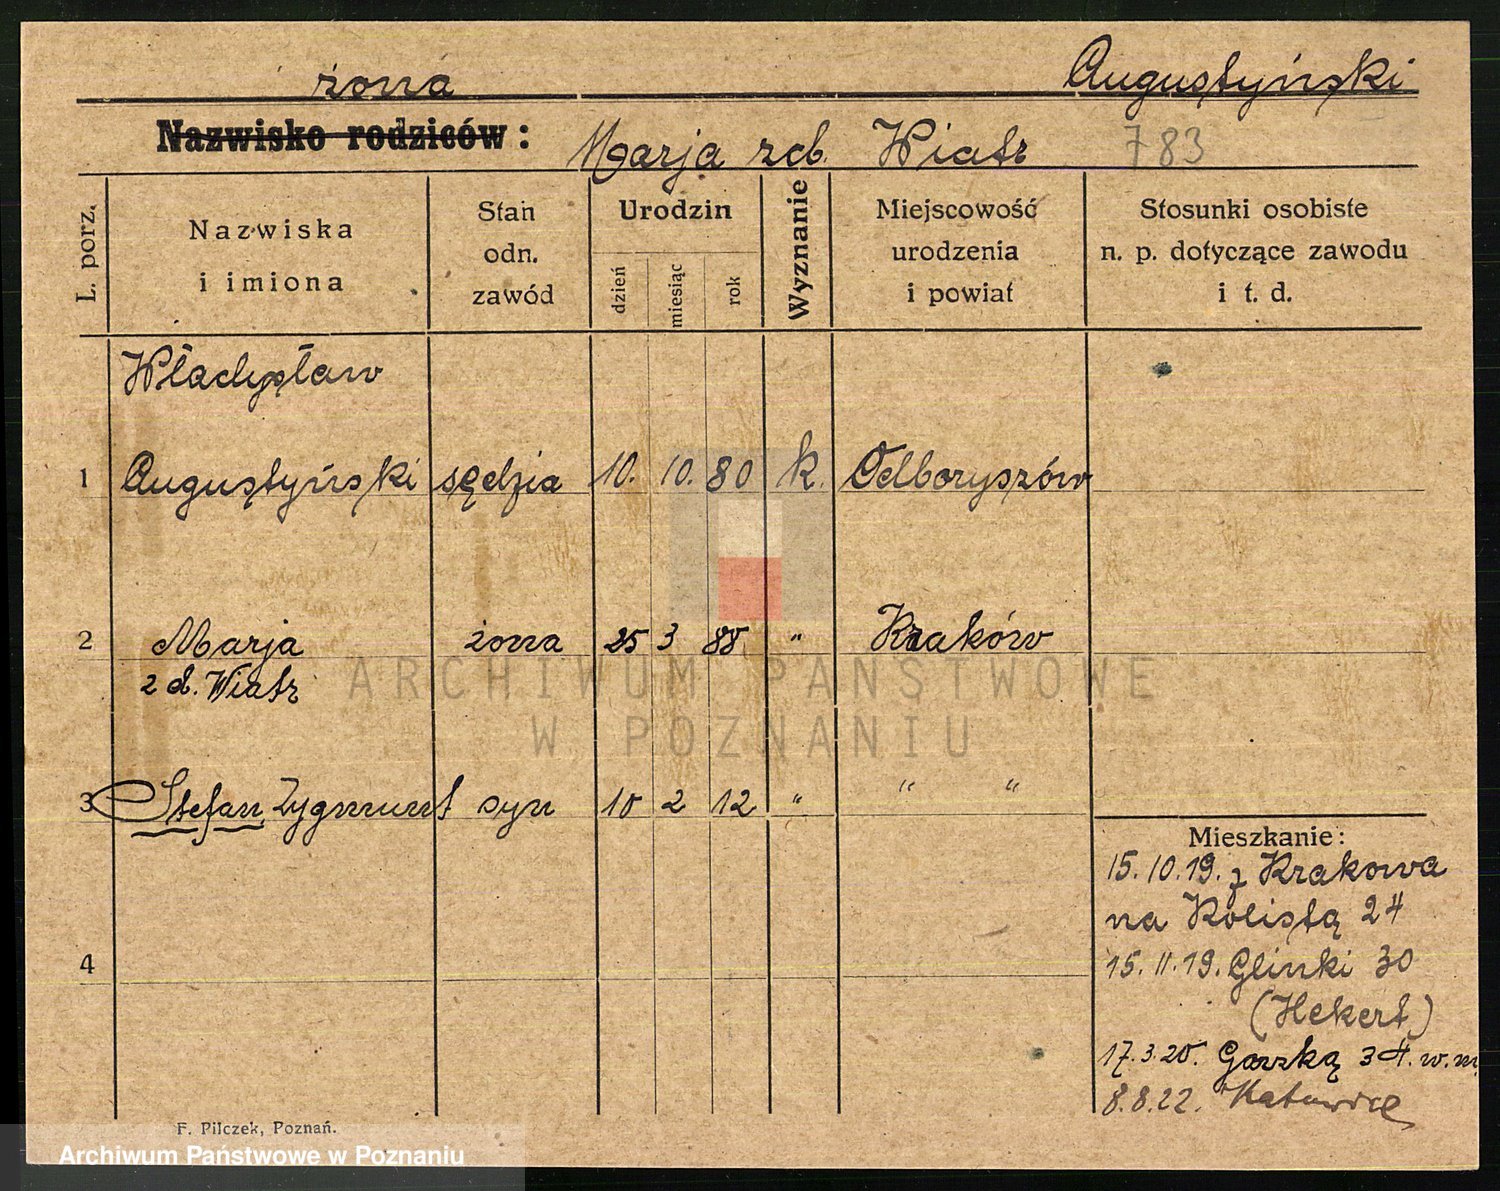 żona Augustyński
Nazwisko rodziców: Marja zeb. Wiatr 783
L. porz.
Nazwiska
i imiona
Stan
odn.
zawód
Urodzin
dzień
miesiąc
rok
Wyznanie
Miejscowość
urodzenia
i powiat
Stosunki osobiste
n. p. dotyczące zawodu
i t. d.
Władysław
1 Augustyński sędzia 10. 10. 80 k. Odboryszów
2 Marja żona 25 3 " Kraków
z d. Wiatr
3 Stefan, Zygmunt syn 10 2 12 " " "
4
Mieszkanie:
15.10.19. z Krakowa
na Kolistą 24
15.11.19. Glinki 30
(Hekert)
17.3.20. 34. w. m.
8.8.22. Katowice
F. Pilczek, Poznań.
ARCHIWUM PAŃSTWOWE
W POZNANIU
Archiwum Państwowe w Poznaniu